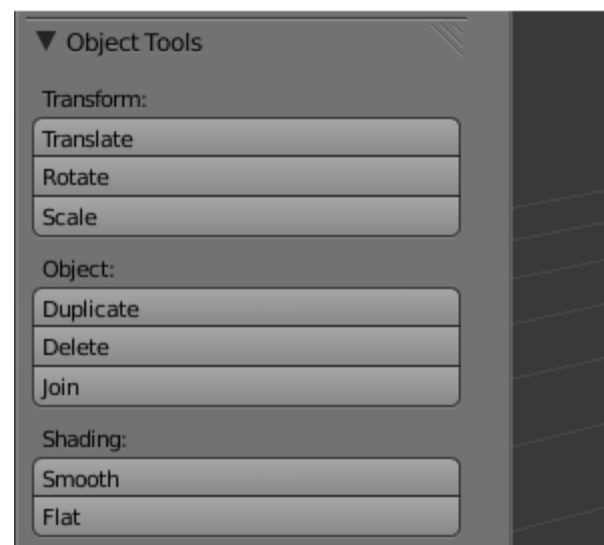 Object Tools
Transform:
Translate
Rotate
Scale
Object:
Duplicate
Delete
Join
Shading:
Smooth
Flat